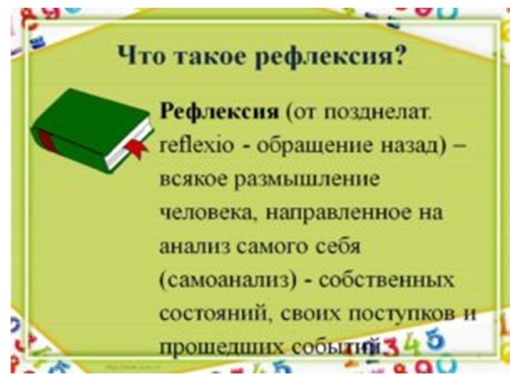 Что такое рефлексия?
Рефлексия (от позднелат.
reflexio - обращение назад) –
всякое размышление
человека, направленное на
анализ самого себя
(самоанализ) - собственных
состояний, своих поступков и
прошедших событий.